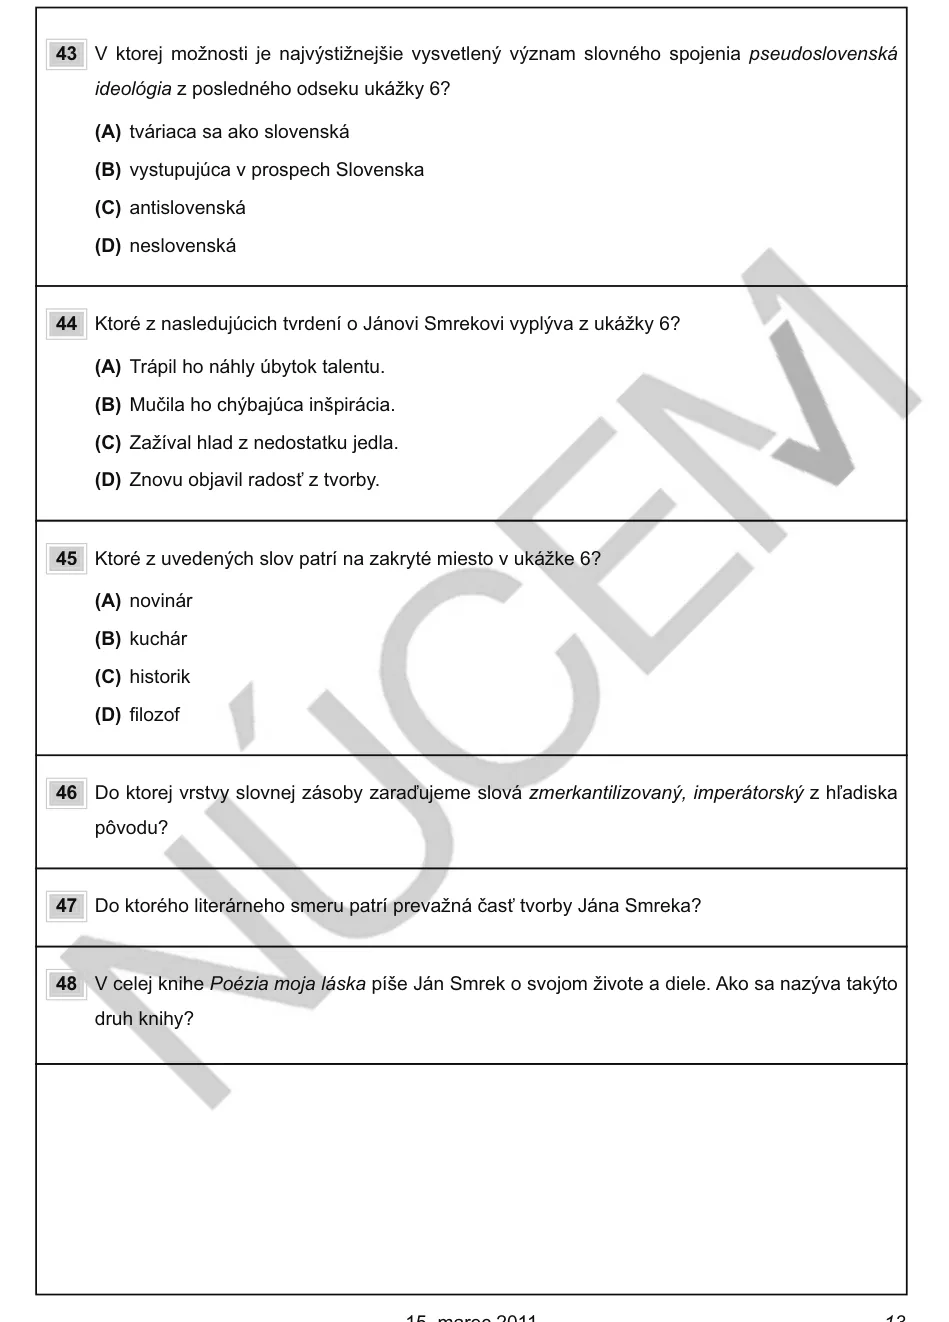 43 V ktorej možnosti je najvýstižnejšie vysvetlený význam slovného spojenia pseudoslovenská
ideológia z posledného odseku ukážky 6?
(A) tváriaca sa ako slovenská
(B) vystupujúca v prospech Slovenska
(C) antislovenská
(D) neslovenská
44 Ktoré z nasledujúcich tvrdení o Jánovi Smrekovi vyplýva z ukážky 6?
(A) Trápil ho náhly úbytok talentu.
(B) Mučila ho chýbajúca inšpirácia.
(C) Zažíval hlad z nedostatku jedla.
(D) Znovu objavil radosť z tvorby.
45 Ktoré z uvedených slov patrí na zakryté miesto v ukážke 6?
(A) novinár
(B) kuchár
(C) historik
(D) filozof
46 Do ktorej vrstvy slovnej zásoby zaraďujeme slová zmerkantilizovaný, imperátorský z hľadiska
pôvodu?
47 Do ktorého literárneho smeru patrí prevažná časť tvorby Jána Smreka?
48 V celej knihe Poézia moja láska píše Ján Smrek o svojom živote a diele. Ako sa nazýva takýto
druh knihy?
NÚCEM
15. marec 2011 13